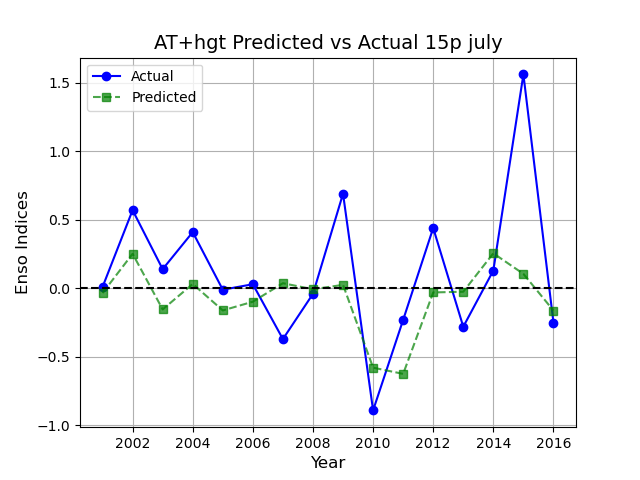 AT+hgt Predicted vs Actual 15p july
Actual
Predicted
1.5
1.0
0.5
0.0
−0.5
−1.0
Enso Indices
2002 2004 2006 2008 2010 2012 2014 2016
Year